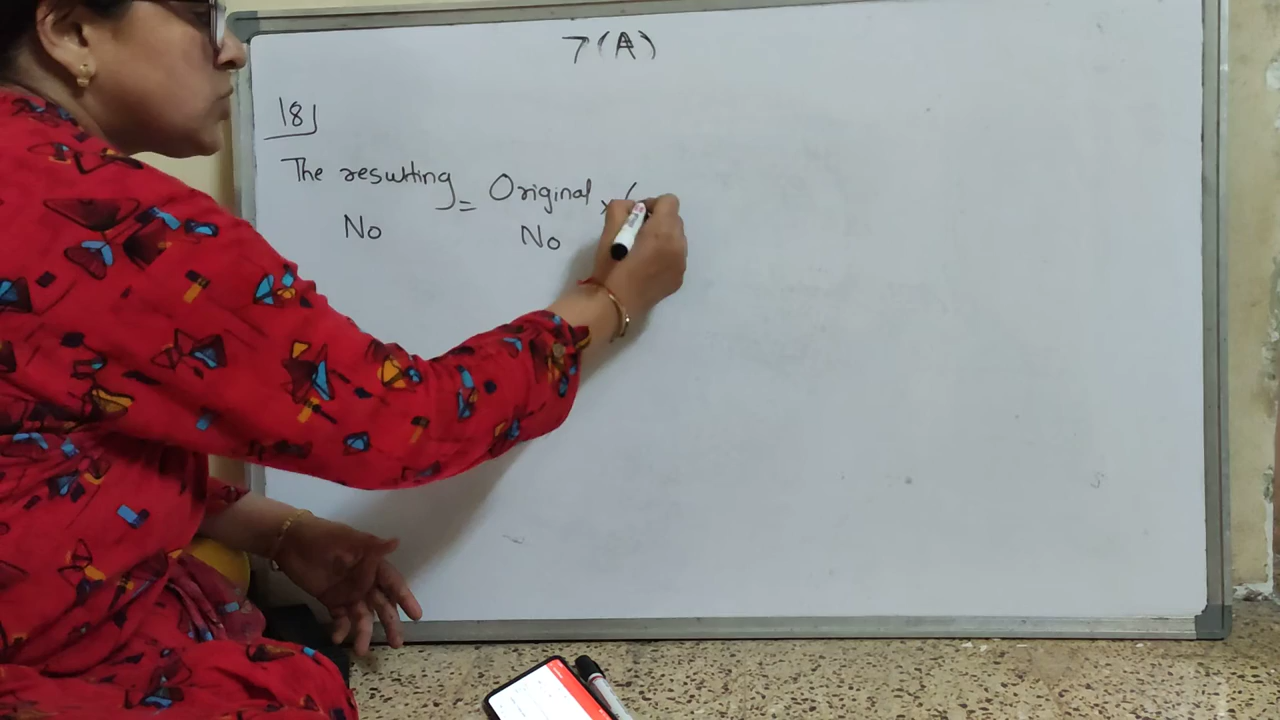 7(A)
18)
The resulting = Original × (
No No